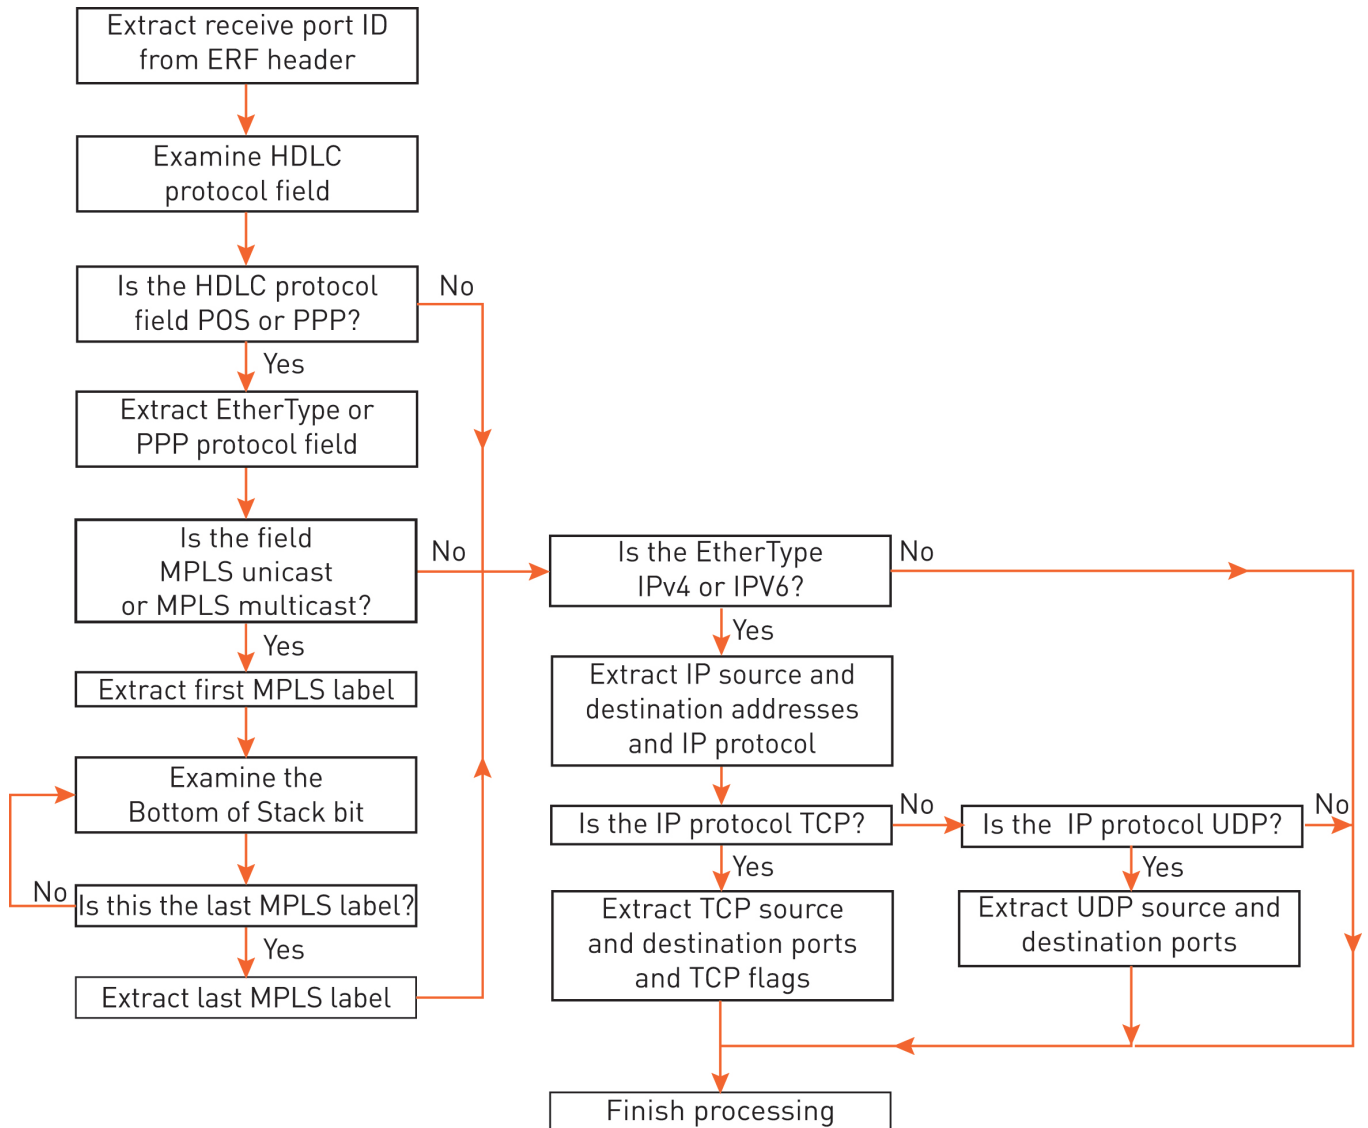 Extract receive port ID
from ERF header
Examine HDLC
protocol field
Is the HDLC protocol
field POS or PPP?
No
Yes
Extract EtherType or
PPP protocol field
Is the field
MPLS unicast
or MPLS multicast?
No
Yes
Extract first MPLS label
Examine the
Bottom of Stack bit
No
Is this the last MPLS label?
Yes
Extract last MPLS label
Is the EtherType
IPv4 or IPV6?
No
Yes
Extract IP source and
destination addresses
and IP protocol
Is the IP protocol TCP?
No
Yes
Extract TCP source
and destination ports
and TCP flags
Is the IP protocol UDP?
No
Yes
Extract UDP source and
destination ports
Finish processing